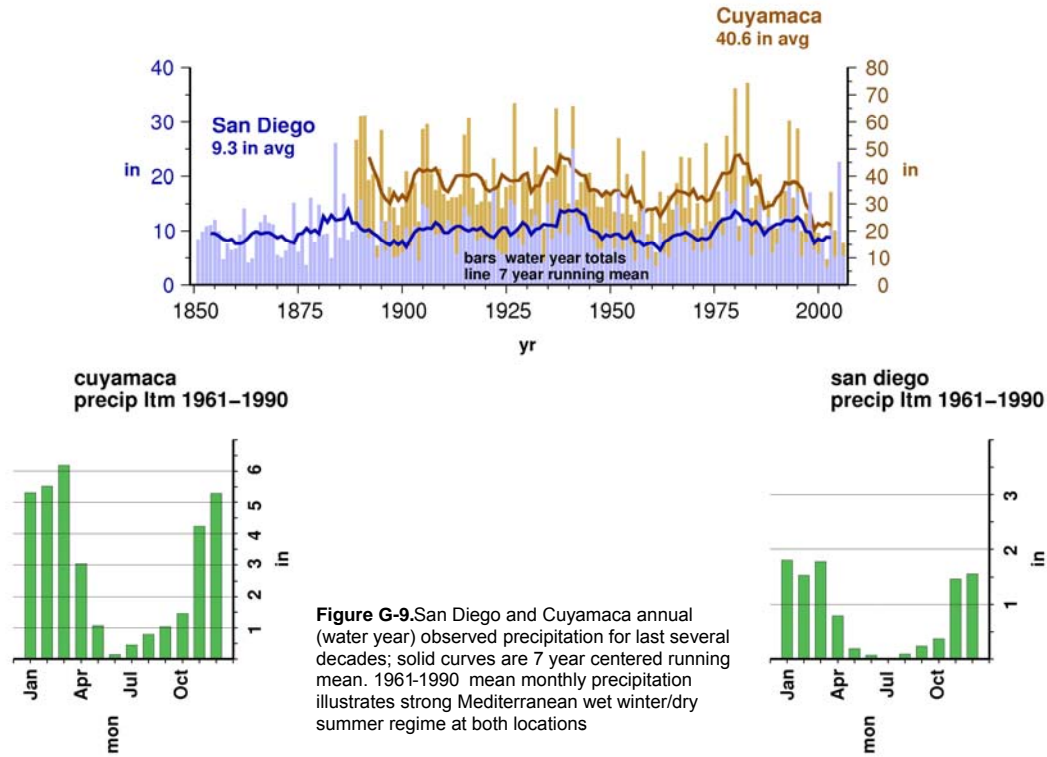 Cuyamaca
40.6 in avg
40
80
70
30
60
San Diego
9.3 in avg
50
in
20
40
in
30
10
20
bars water year totals
line 7 year running mean
10
0
0
1850
1875
1900
1925
1950
1975
2000
yr
cuyamaca
precip ltm 1961–1990
6
5
4
3
2
1
in
Jan
Apr
Jul
Oct
mon
Figure G-9.San Diego and Cuyamaca annual
(water year) observed precipitation for last several
decades; solid curves are 7 year centered running
mean. 1961-1990 mean monthly precipitation
illustrates strong Mediterranean wet winter/dry
summer regime at both locations
san diego
precip ltm 1961–1990
3
2
1
in
Jan
Apr
Jul
Oct
mon